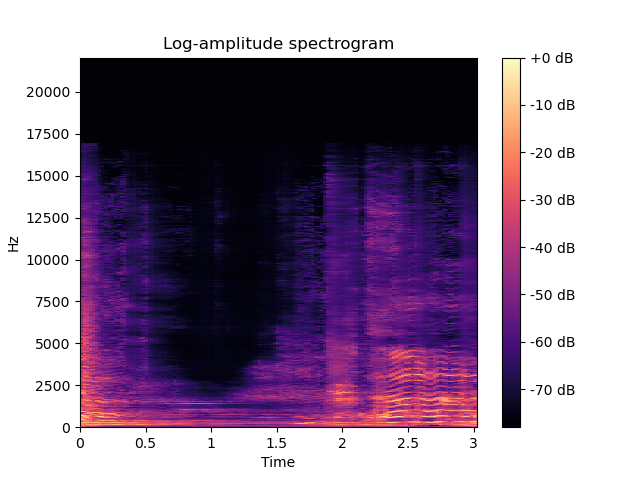 Log-amplitude spectrogram
20000
17500
15000
12500
10000
7500
5000
2500
0
Hz
0 0.5 1 1.5 2 2.5 3
Time
+0 dB
-10 dB
-20 dB
-30 dB
-40 dB
-50 dB
-60 dB
-70 dB